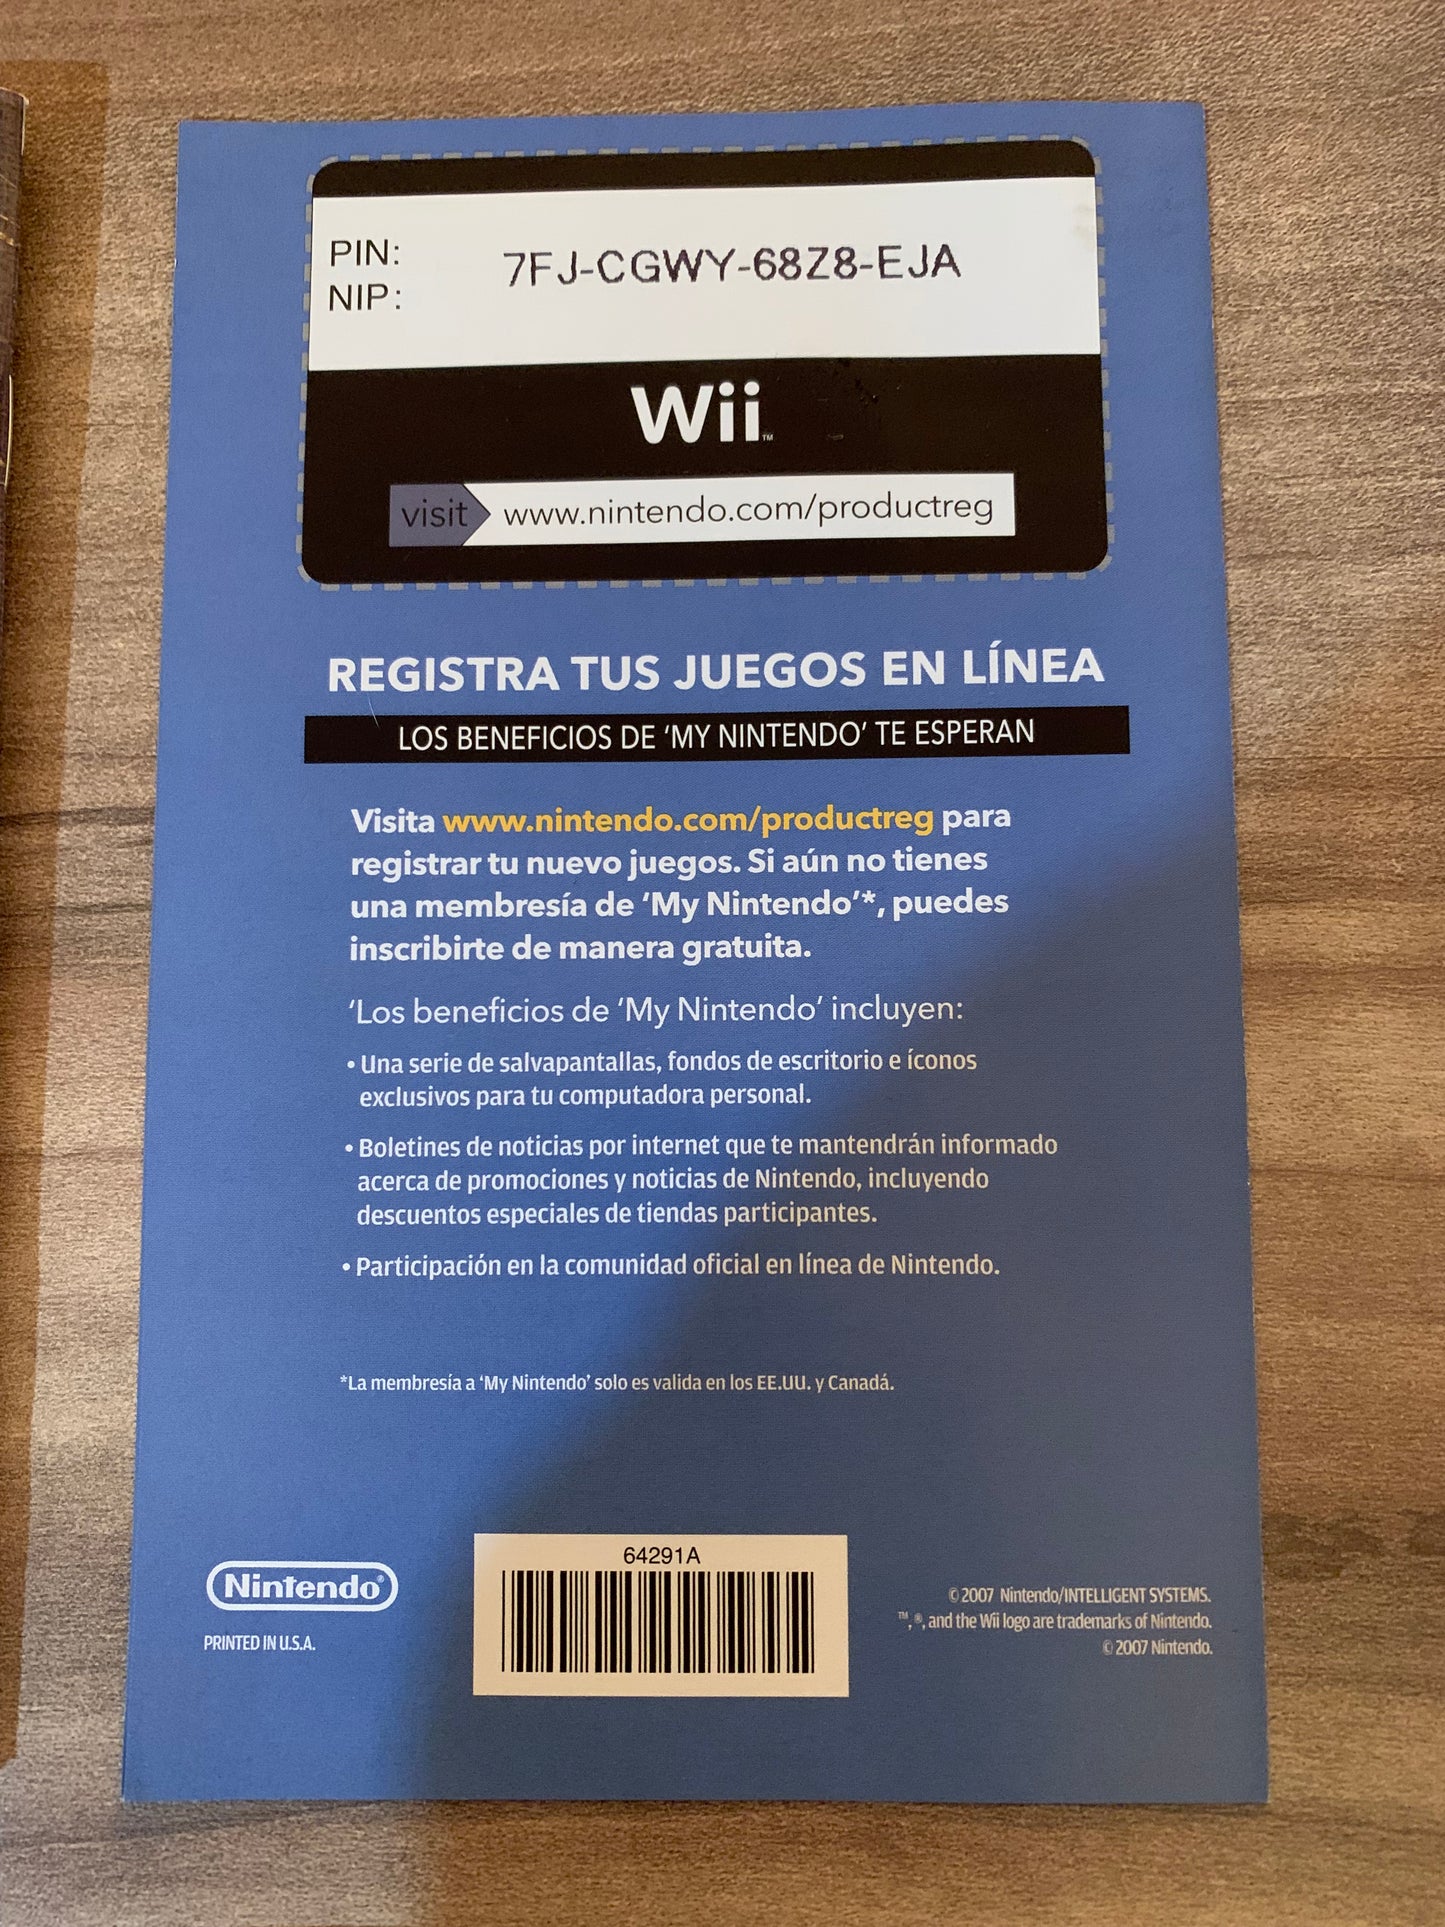 PIN:
NIP:
7FJ-CGWY-68Z8-EJA
Wii™
visit www.nintendo.com/productreg
REGISTRA TUS JUEGOS EN LÍNEA
LOS BENEFICIOS DE ‘MY NINTENDO’ TE ESPERAN
Visita www.nintendo.com/productreg para
registrar tu nuevo juegos. Si aún no tienes
una membresía de ‘My Nintendo’*, puedes
inscribirte de manera gratuita.
‘Los beneficios de ‘My Nintendo’ incluyen:
• Una serie de salvapantallas, fondos de escritorio e íconos
exclusivos para tu computadora personal.
• Boletines de noticias por internet que te mantendrán informado
acerca de promociones y noticias de Nintendo, incluyendo
descuentos especiales de tiendas participantes.
• Participación en la comunidad oficial en línea de Nintendo.
*La membresía a ‘My Nintendo’ solo es valida en los EE.UU. y Canadá.
Nintendo®
PRINTED IN U.S.A.
64291A
© 2007 Nintendo/INTELLIGENT SYSTEMS.
™, ®, and the Wii logo are trademarks of Nintendo.
© 2007 Nintendo.